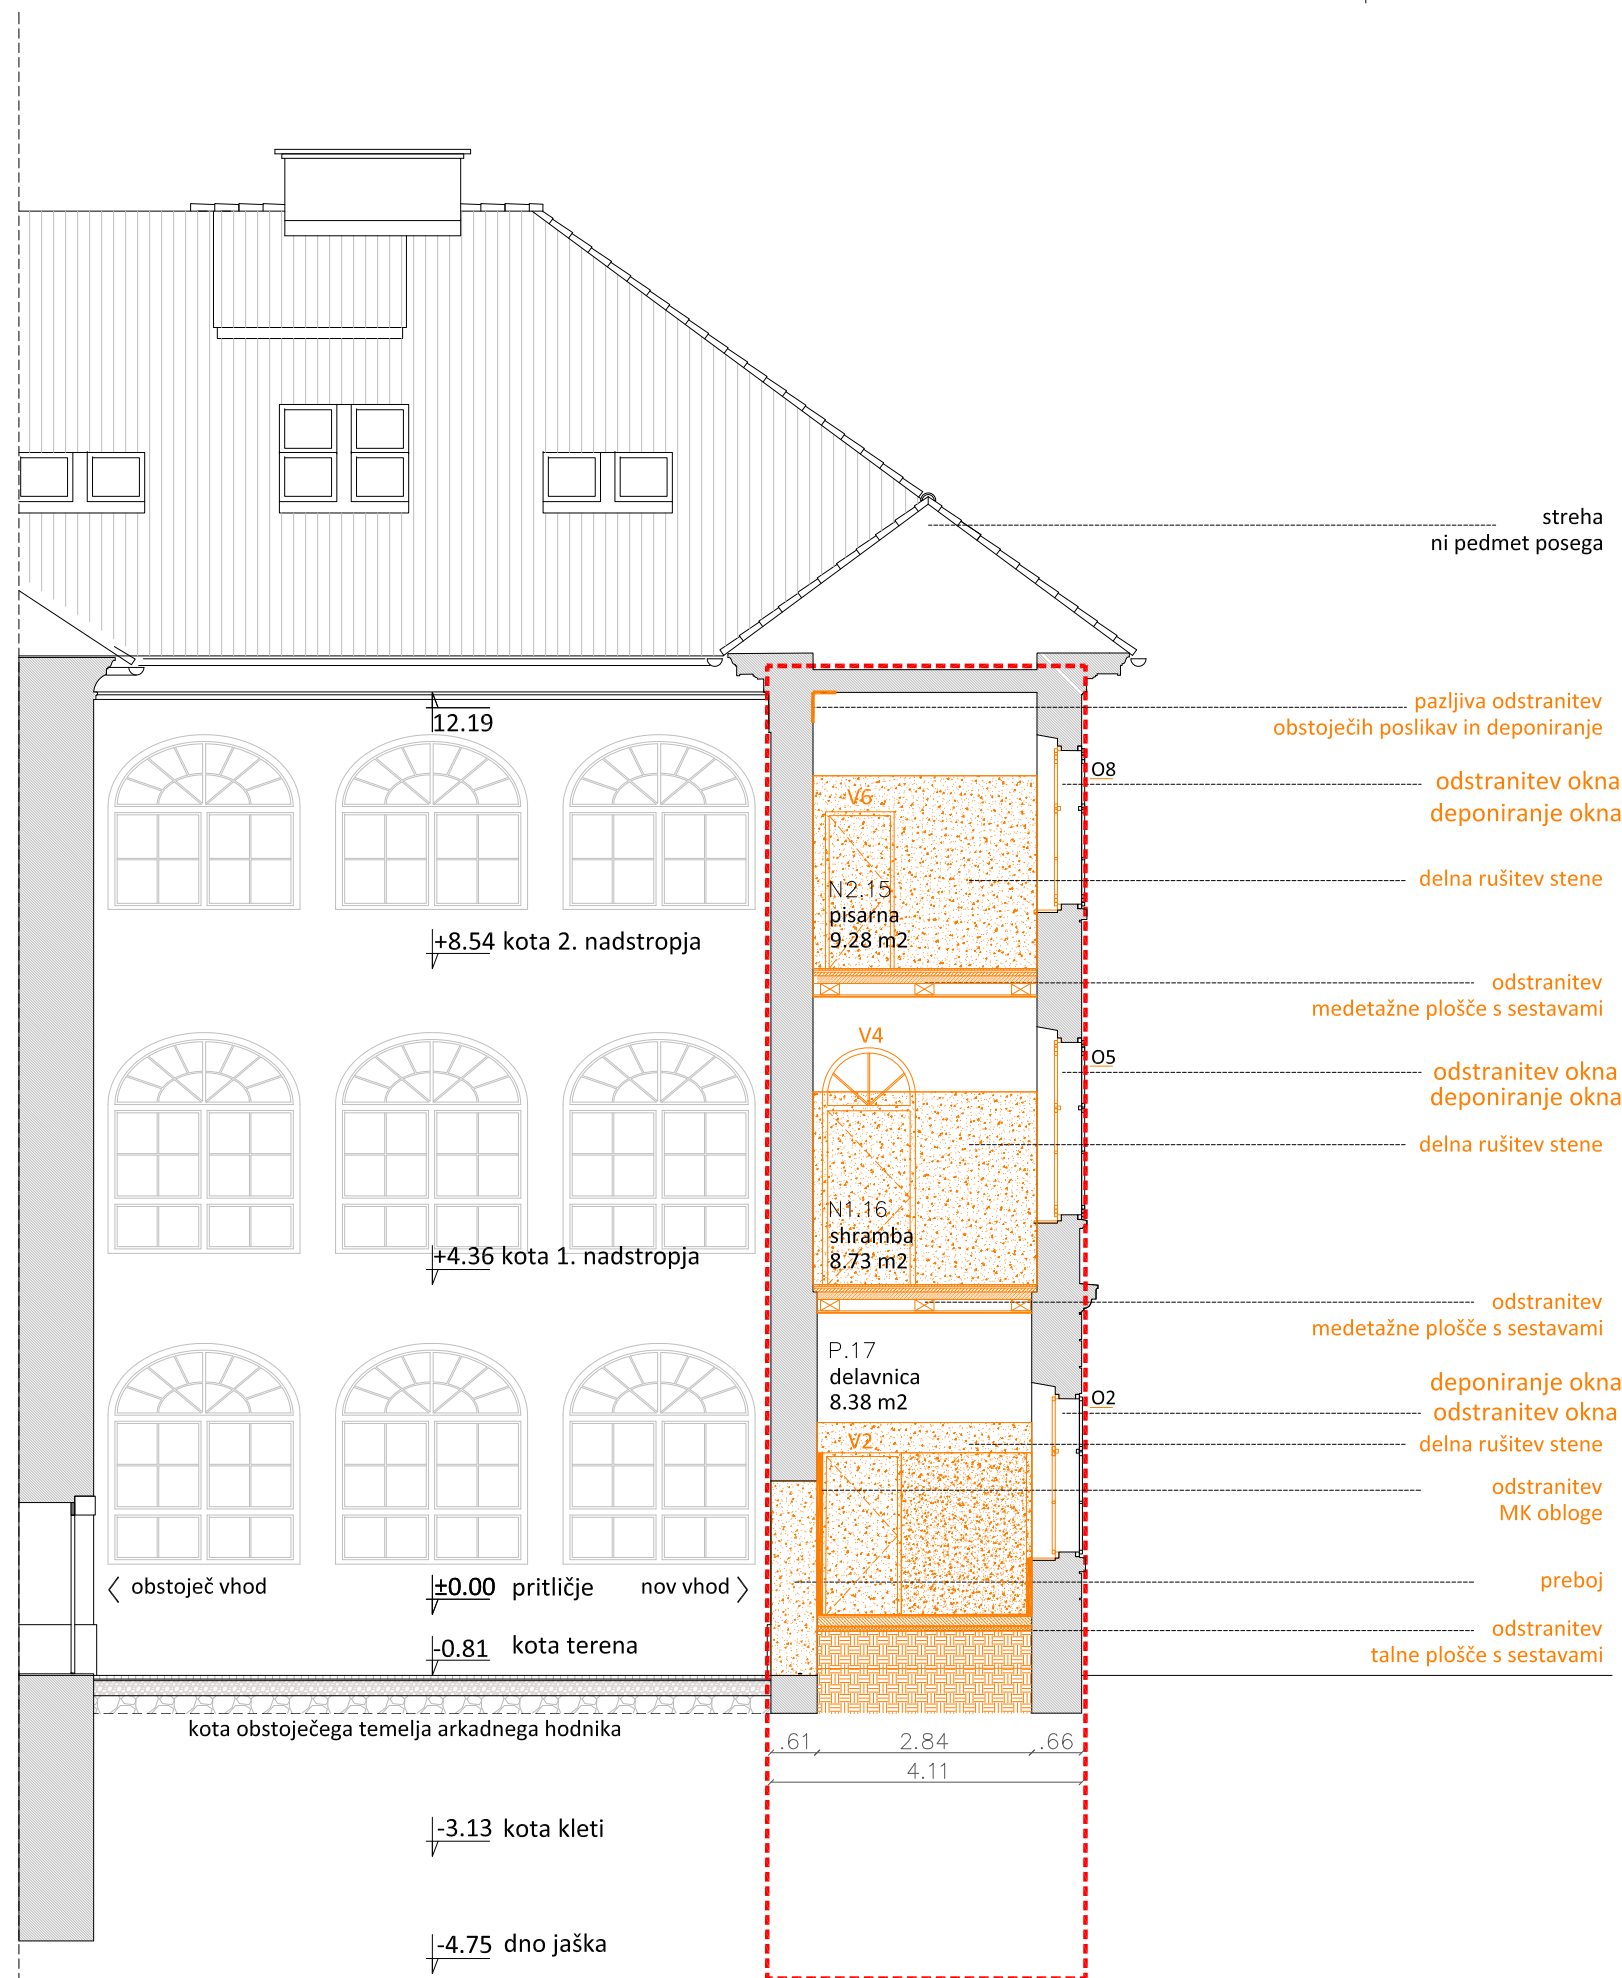 streha
ni pedmet posega
12.19
pazljiva odstranitev
obstoječih poslikav in deponiranje
O8
odstranitev okna
deponiranje okna
V6
delna rušitev stene
N2.15
pisarna
9.28 m2
+8.54 kota 2. nadstropja
odstranitev
medetažne plošče s sestavami
V4
O5
odstranitev okna
deponiranje okna
delna rušitev stene
N1.16
shramba
8.73 m2
+4.36 kota 1. nadstropja
odstranitev
medetažne plošče s sestavami
P.17
delavnica
8.38 m2
O2
deponiranje okna
odstranitev okna
V2
delna rušitev stene
odstranitev
MK obloge
obstoječ vhod
±0.00 pritličje
nov vhod
preboj
-0.81 kota terena
odstranitev
talne plošče s sestavami
kota obstoječega temelja arkadnega hodnika
.61 2.84 .66
4.11
-3.13 kota kleti
-4.75 dno jaška